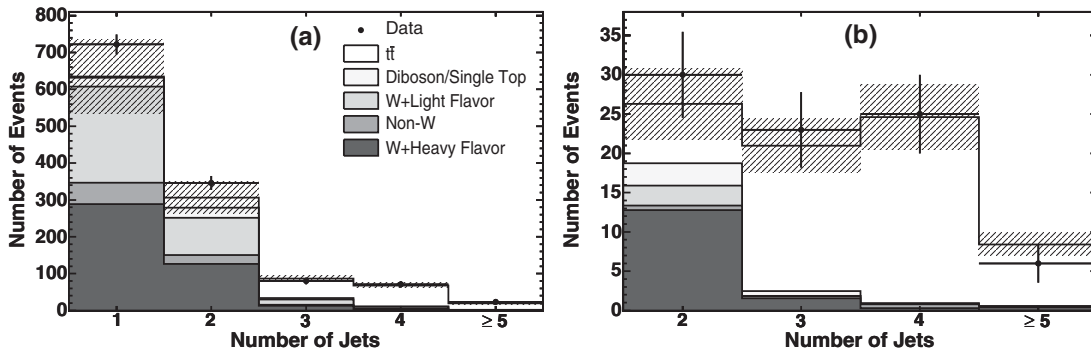 Number of Events
800
700
600
500
400
300
200
100
0
1
2
3
4
≥ 5
Number of Jets
(a)
Data
tt̄
Diboson/Single Top
W+Light Flavor
Non-W
W+Heavy Flavor
Number of Events
35
30
25
20
15
10
5
0
2
3
4
≥ 5
Number of Jets
(b)